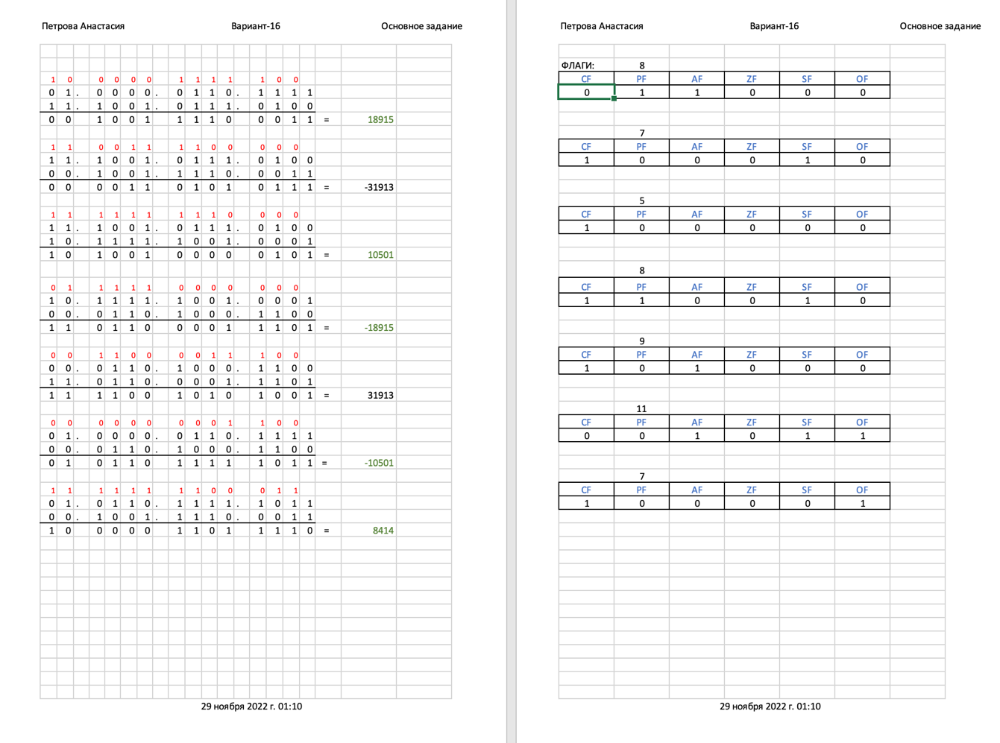 Петрова Анастасия Вариант-16 Основное задание
1 0 0 0 0 0 1 1 1 1 1 0 0
0 1 . 0 0 0 0 . 0 1 1 0 . 1 1 1 1
1 1 . 1 0 0 1 . 0 1 1 1 . 0 1 0 0
0 0 1 0 0 1 1 1 1 0 0 0 1 1 = 18915
1 1 0 0 1 1 1 1 0 0 0 0 0
1 1 . 1 0 0 1 . 0 1 1 1 . 0 1 0 0
0 0 . 1 0 0 1 . 1 1 1 0 . 0 0 1 1
0 0 0 0 1 1 0 1 0 1 0 1 1 1 = -31913
1 1 1 1 1 1 1 1 1 0 0 0 0
1 1 . 1 0 0 1 . 0 1 1 1 . 0 1 0 0
1 0 . 1 1 1 1 . 1 0 0 1 . 0 0 0 1
1 0 1 0 0 1 0 0 0 0 0 1 0 1 = 10501
0 1 1 1 1 1 0 0 0 0 0 0 0
1 0 . 1 1 1 1 . 1 0 0 1 . 0 0 0 1
0 0 . 0 1 1 0 . 1 0 0 0 . 1 1 0 0
1 1 0 1 1 0 0 0 0 1 1 1 0 1 = -18915
0 0 1 1 0 0 0 0 1 1 1 0 0
0 0 . 0 1 1 0 . 1 0 0 0 . 1 1 0 0
1 1 . 0 1 1 0 . 0 0 0 1 . 1 1 0 1
1 1 1 1 0 0 1 0 1 0 1 0 0 1 = 31913
0 0 0 0 0 0 0 0 0 1 1 0 0
0 1 . 0 0 0 0 . 0 1 1 0 . 1 1 1 1
0 0 . 0 1 1 0 . 1 0 0 0 . 1 1 0 0
0 1 0 1 1 0 1 1 1 1 1 0 1 1 = -10501
1 1 1 1 1 1 1 1 0 0 0 1 1
0 1 . 0 1 1 0 . 1 1 1 1 . 1 0 1 1
0 0 . 1 0 0 1 . 1 1 1 0 . 0 0 1 1
1 0 0 0 0 0 1 1 0 1 1 1 1 0 = 8414
29 ноября 2022 г. 01:10
Петрова Анастасия Вариант-16 Основное задание
ФЛАГИ: 8
CF PF AF ZF SF OF
0 1 1 0 0 0
7
CF PF AF ZF SF OF
1 0 0 0 1 0
5
CF PF AF ZF SF OF
1 0 0 0 0 0
8
CF PF AF ZF SF OF
1 1 0 0 1 0
9
CF PF AF ZF SF OF
1 0 1 0 0 0
11
CF PF AF ZF SF OF
0 0 1 0 1 1
7
CF PF AF ZF SF OF
1 0 0 0 0 1
29 ноября 2022 г. 01:10